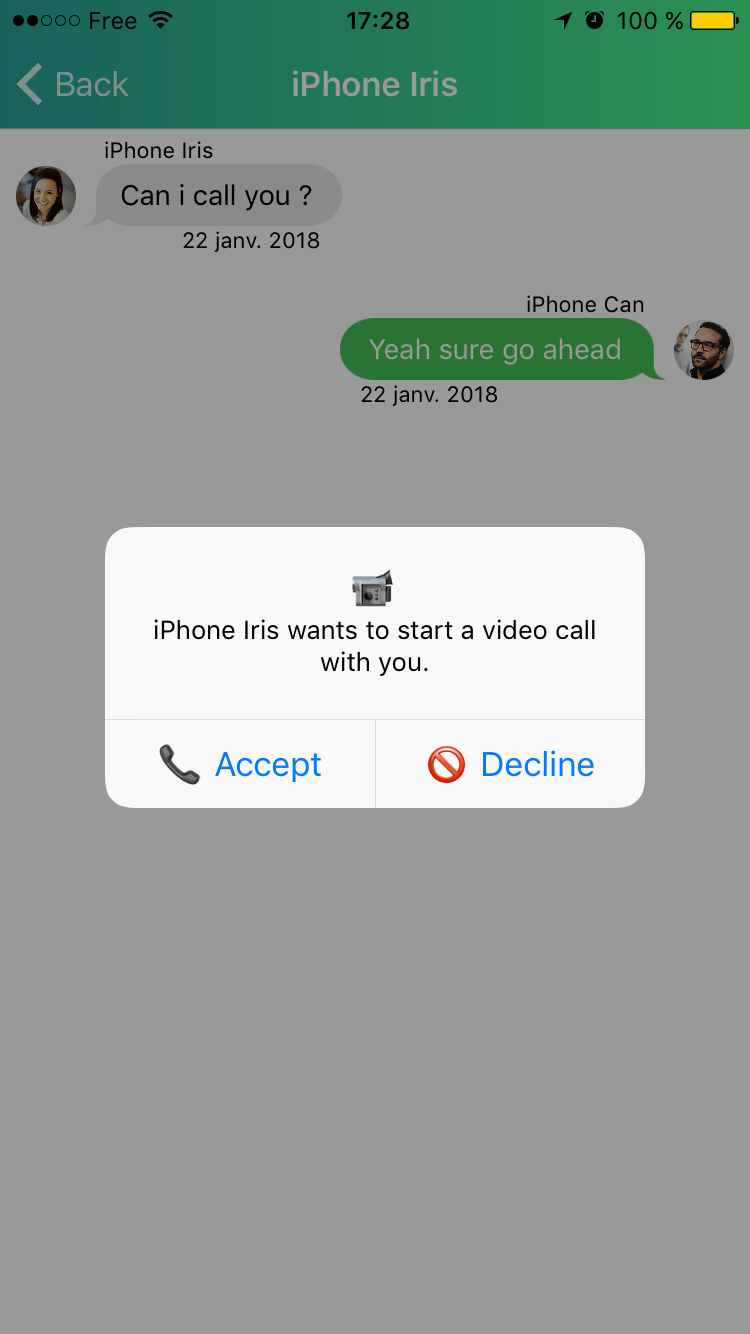 Free 17:28 100 %
Back iPhone Iris
iPhone Iris
Can i call you ?
22 janv. 2018
iPhone Can
Yeah sure go ahead
22 janv. 2018
iPhone Iris wants to start a video call
with you.
Accept Decline